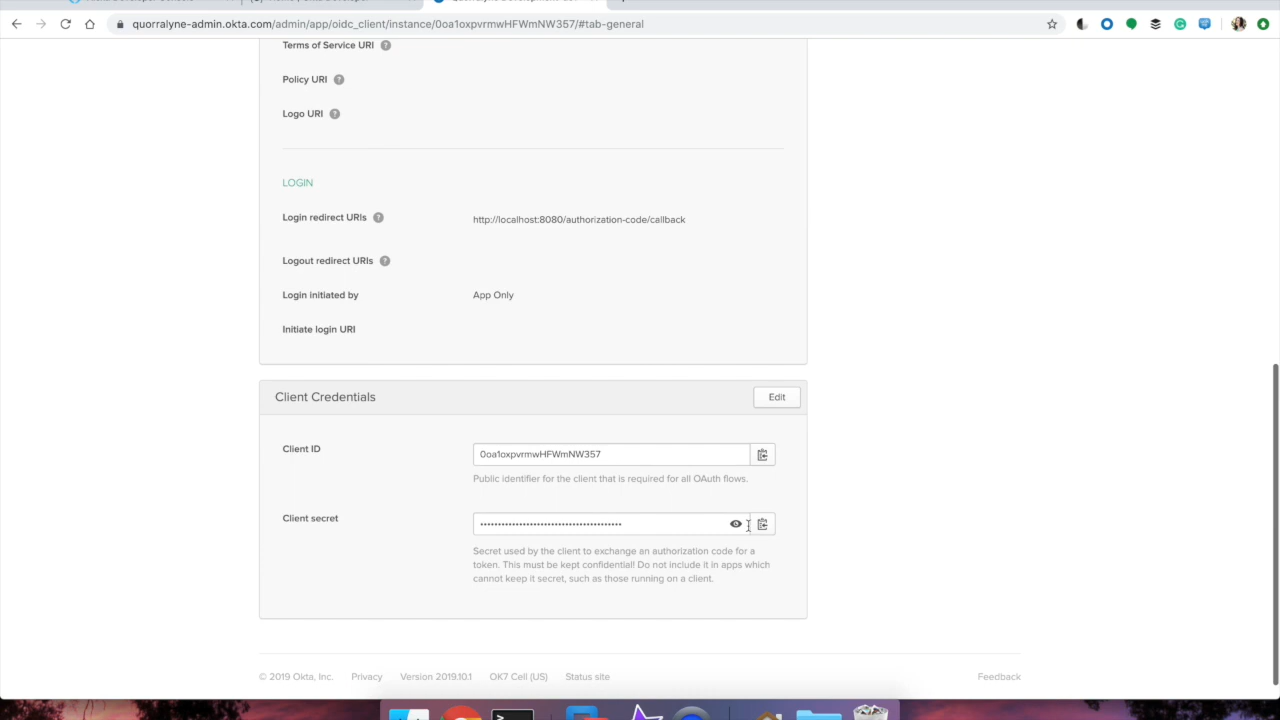 quorralyne-admin.okta.com/admin/app/oidc_client/instance/0oa1oxpvrmwHFWmNW357/#tab-general
Terms of Service URI ?
Policy URI ?
Logo URI ?
LOGIN
Login redirect URIs ? http://localhost:8080/authorization-code/callback
Logout redirect URIs ?
Login initiated by App Only
Initiate login URI
Client Credentials Edit
Client ID 0oa1oxpvrmwHFWmNW357
Public identifier for the client that is required for all OAuth flows.
Client secret ••••••••••••••••••••••••••••••••••••••••
Secret used by the client to exchange an authorization code for a
token. This must be kept confidential! Do not include it in apps which
cannot keep it secret, such as those running on a client.
© 2019 Okta, Inc. Privacy Version 2019.10.1 OK7 Cell (US) Status site Feedback